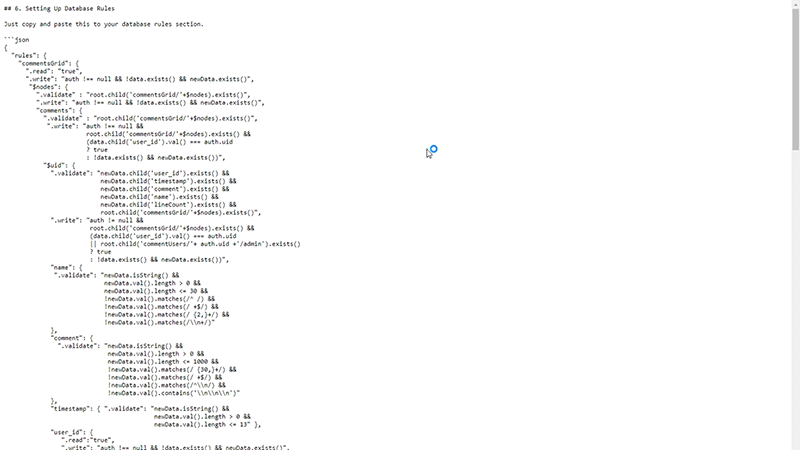 ## 6. Setting Up Database Rules
Just copy and paste this to your database rules section.
```json
{
"rules": {
"commentsGrid": {
".read": "true",
".write": "auth !== null && !data.exists() && newData.exists()",
"$nodes": {
".validate" : "root.child('commentsGrid/'+$nodes).exists()",
".write": "auth !== null && !data.exists() && newData.exists()",
"comments": {
".validate" : "root.child('commentsGrid/'+$nodes).exists()",
".write": "auth !== null &&
root.child('commentsGrid/'+$nodes).exists() &&
(data.child('user_id').val() === auth.uid
? true
: !data.exists() && newData.exists())",
"$uid": {
".validate": "newData.child('user_id').exists() &&
newData.child('timestamp').exists() &&
newData.child('comment').exists() &&
newData.child('name').exists() &&
newData.child('lineCount').exists() &&
root.child('commentsGrid/'+$nodes).exists()",
".write": "auth != null &&
root.child('commentsGrid/'+$nodes).exists() &&
(data.child('user_id').val() === auth.uid
|| root.child('commentUsers/'+ auth.uid +'/admin').exists()
? true
: !data.exists() && newData.exists())",
"name": {
".validate": "newData.isString() &&
newData.val().length > 0 &&
newData.val().length <= 30 &&
!newData.val().matches(/^ /) &&
!newData.val().matches(/ +$/) &&
!newData.val().matches(/ {2,}+/) &&
!newData.val().matches(/\\n+/)"
},
"comment": {
".validate": "newData.isString() &&
newData.val().length > 0 &&
newData.val().length <= 1000 &&
!newData.val().matches(/ {30,}+/) &&
!newData.val().matches(/ +$/) &&
!newData.val().matches(/^\\n/) &&
!newData.val().contains('\\n\\n\\n')"
},
"timestamp": { ".validate": "newData.isString() &&
newData.val().length > 0 &&
newData.val().length <= 13" },
"user_id": {
".read":"true",
".write": "auth !== null && !data.exists() && newData.exists()",